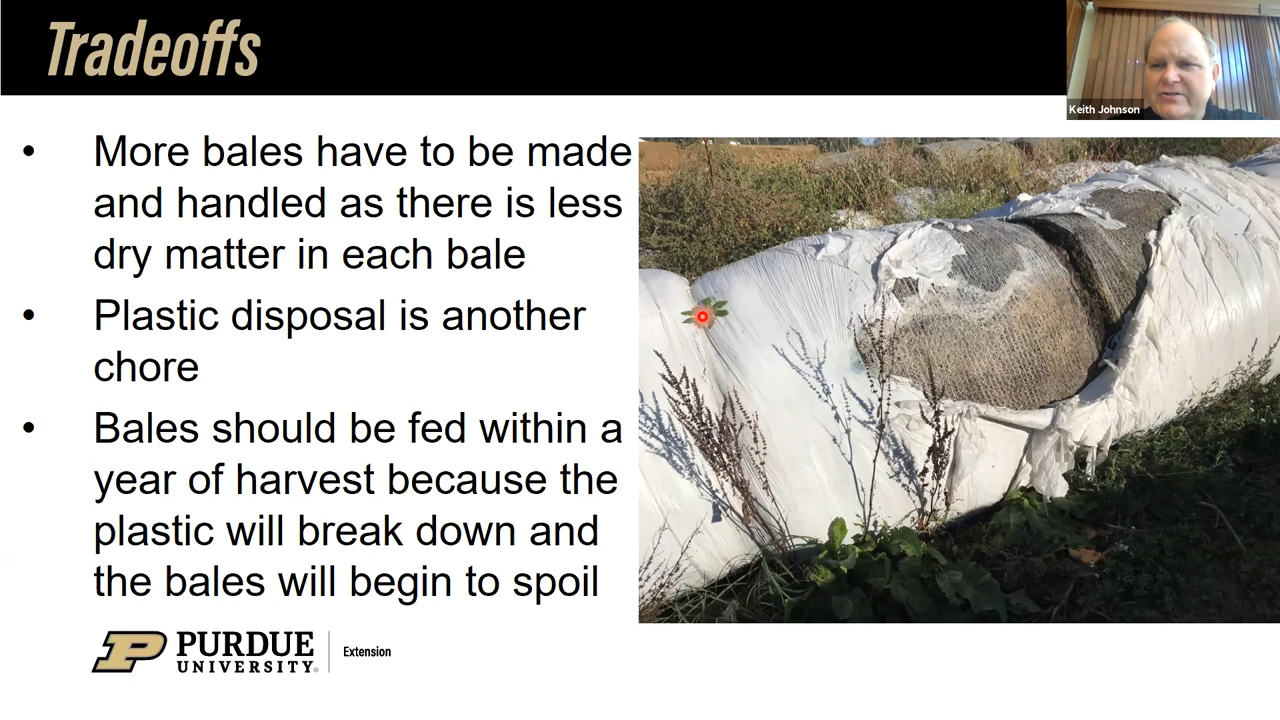 Tradeoffs
Keith Johnson
• More bales have to be made
and handled as there is less
dry matter in each bale
• Plastic disposal is another
chore
• Bales should be fed within a
year of harvest because the
plastic will break down and
the bales will begin to spoil
P PURDUE
UNIVERSITY®
Extension